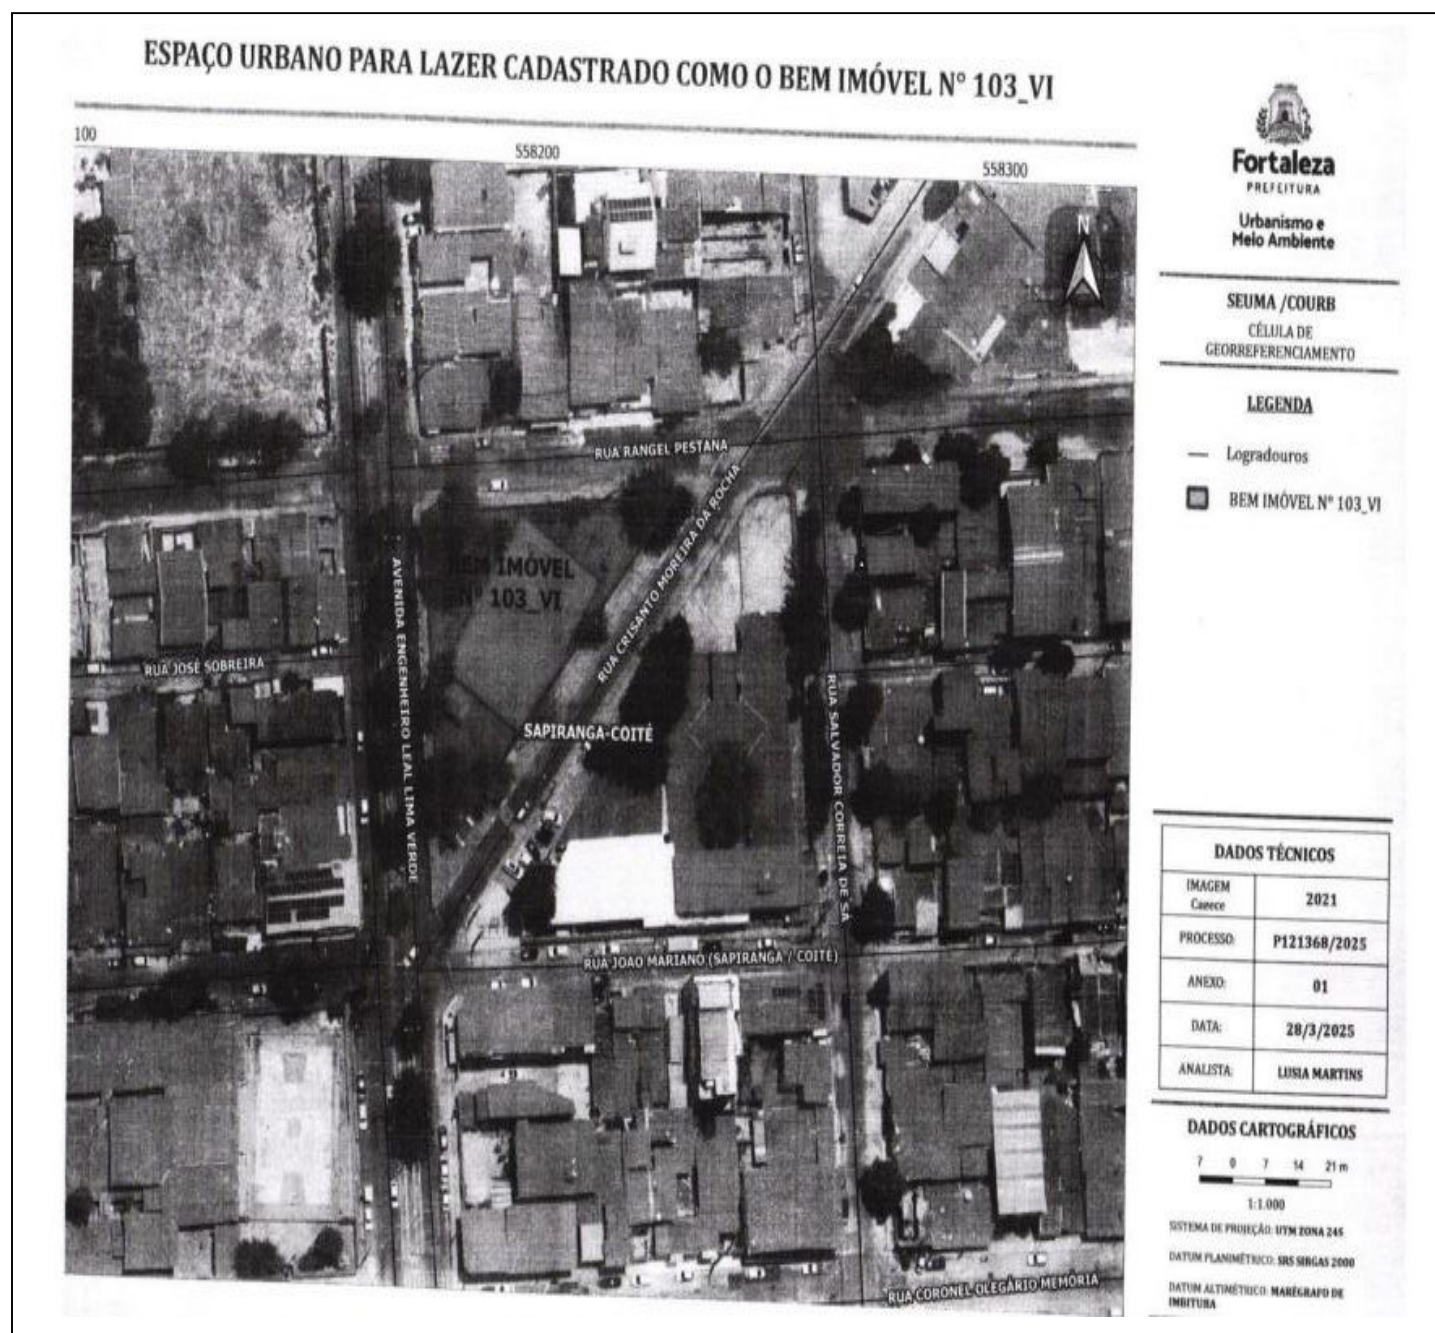 ESPAÇO URBANO PARA LAZER CADASTRADO COMO O BEM IMÓVEL N° 103_VI
100
558200
558300
N
RUA RANGEL PESTANA
RUA CRISANTO MOREIRA DA ROCHA
BEM IMÓVEL
N° 103_VI
AVENIDA ENGENHEIRO LEAL LIMA VERDE
RUA JOSÉ SOBREIRA
SAPIRANGA-COITÉ
RUA SALVADOR CORREIA DE SÁ
RUA JOAO MARIANO (SAPIRANGA / COITE)
RUA CORONEL OLEGÁRIO MEMÓRIA
Fortaleza
PREFEITURA
Urbanismo e
Meio Ambiente
SEUMA /COURB
CÉLULA DE
GEORREFERENCIAMENTO
LEGENDA
Logradouros
BEM IMÓVEL N° 103_VI
DADOS TÉCNICOS
IMAGEM 2021
PROCESSO: P121368/2025
ANEXO: 01
DATA: 28/3/2025
ANALISTA: LUSIA MARTINS
DADOS CARTOGRÁFICOS
7 0 7 14 21 m
1:1.000
SISTEMA DE PROJEÇÃO: UTM ZONA 24S
DATUM PLANIMÉTRICO: SRS SIRGAS 2000
DATUM ALTIMÉTRICO: MARÉGRAFO DE
IMBITUBA